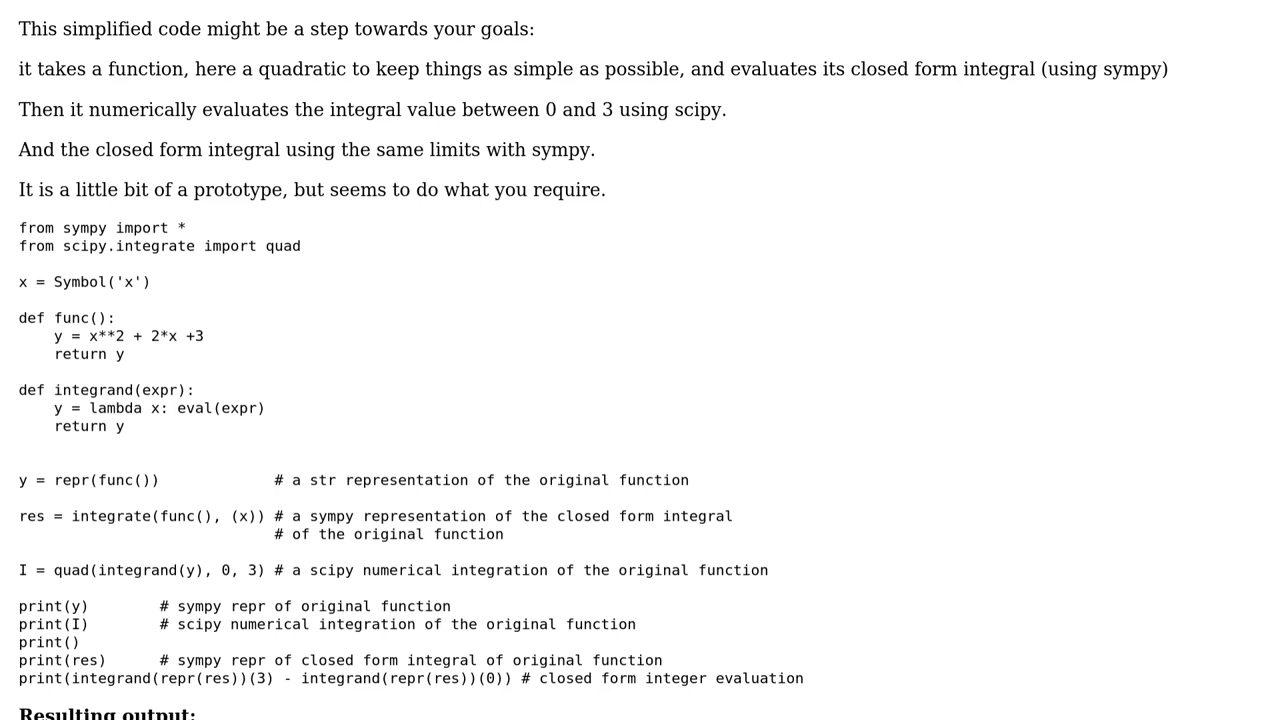 This simplified code might be a step towards your goals:
it takes a function, here a quadratic to keep things as simple as possible, and evaluates its closed form integral (using sympy)
Then it numerically evaluates the integral value between 0 and 3 using scipy.
And the closed form integral using the same limits with sympy.
It is a little bit of a prototype, but seems to do what you require.
from sympy import *
from scipy.integrate import quad
x = Symbol('x')
def func():
    y = x**2 + 2*x +3
    return y
def integrand(expr):
    y = lambda x: eval(expr)
    return y
y = repr(func())             # a str representation of the original function
res = integrate(func(), (x)) # a sympy representation of the closed form integral
                             # of the original function
I = quad(integrand(y), 0, 3) # a scipy numerical integration of the original function
print(y)        # sympy repr of original function
print(I)        # scipy numerical integration of the original function
print()
print(res)      # sympy repr of closed form integral of original function
print(integrand(repr(res))(3) - integrand(repr(res))(0)) # closed form integer evaluation
Resulting output: